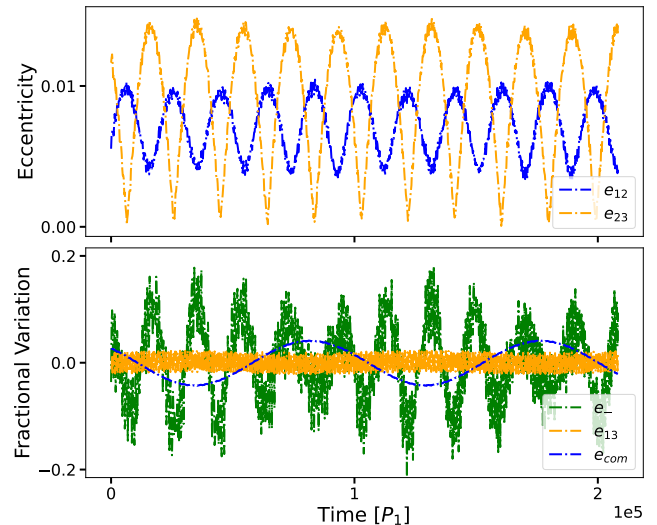 Eccentricity
0.01
0.00
e₁₂
e₂₃
Fractional Variation
0.2
0.0
−0.2
e₋
e₁₃
e_com
0
1
2
Time [P₁]
1e5